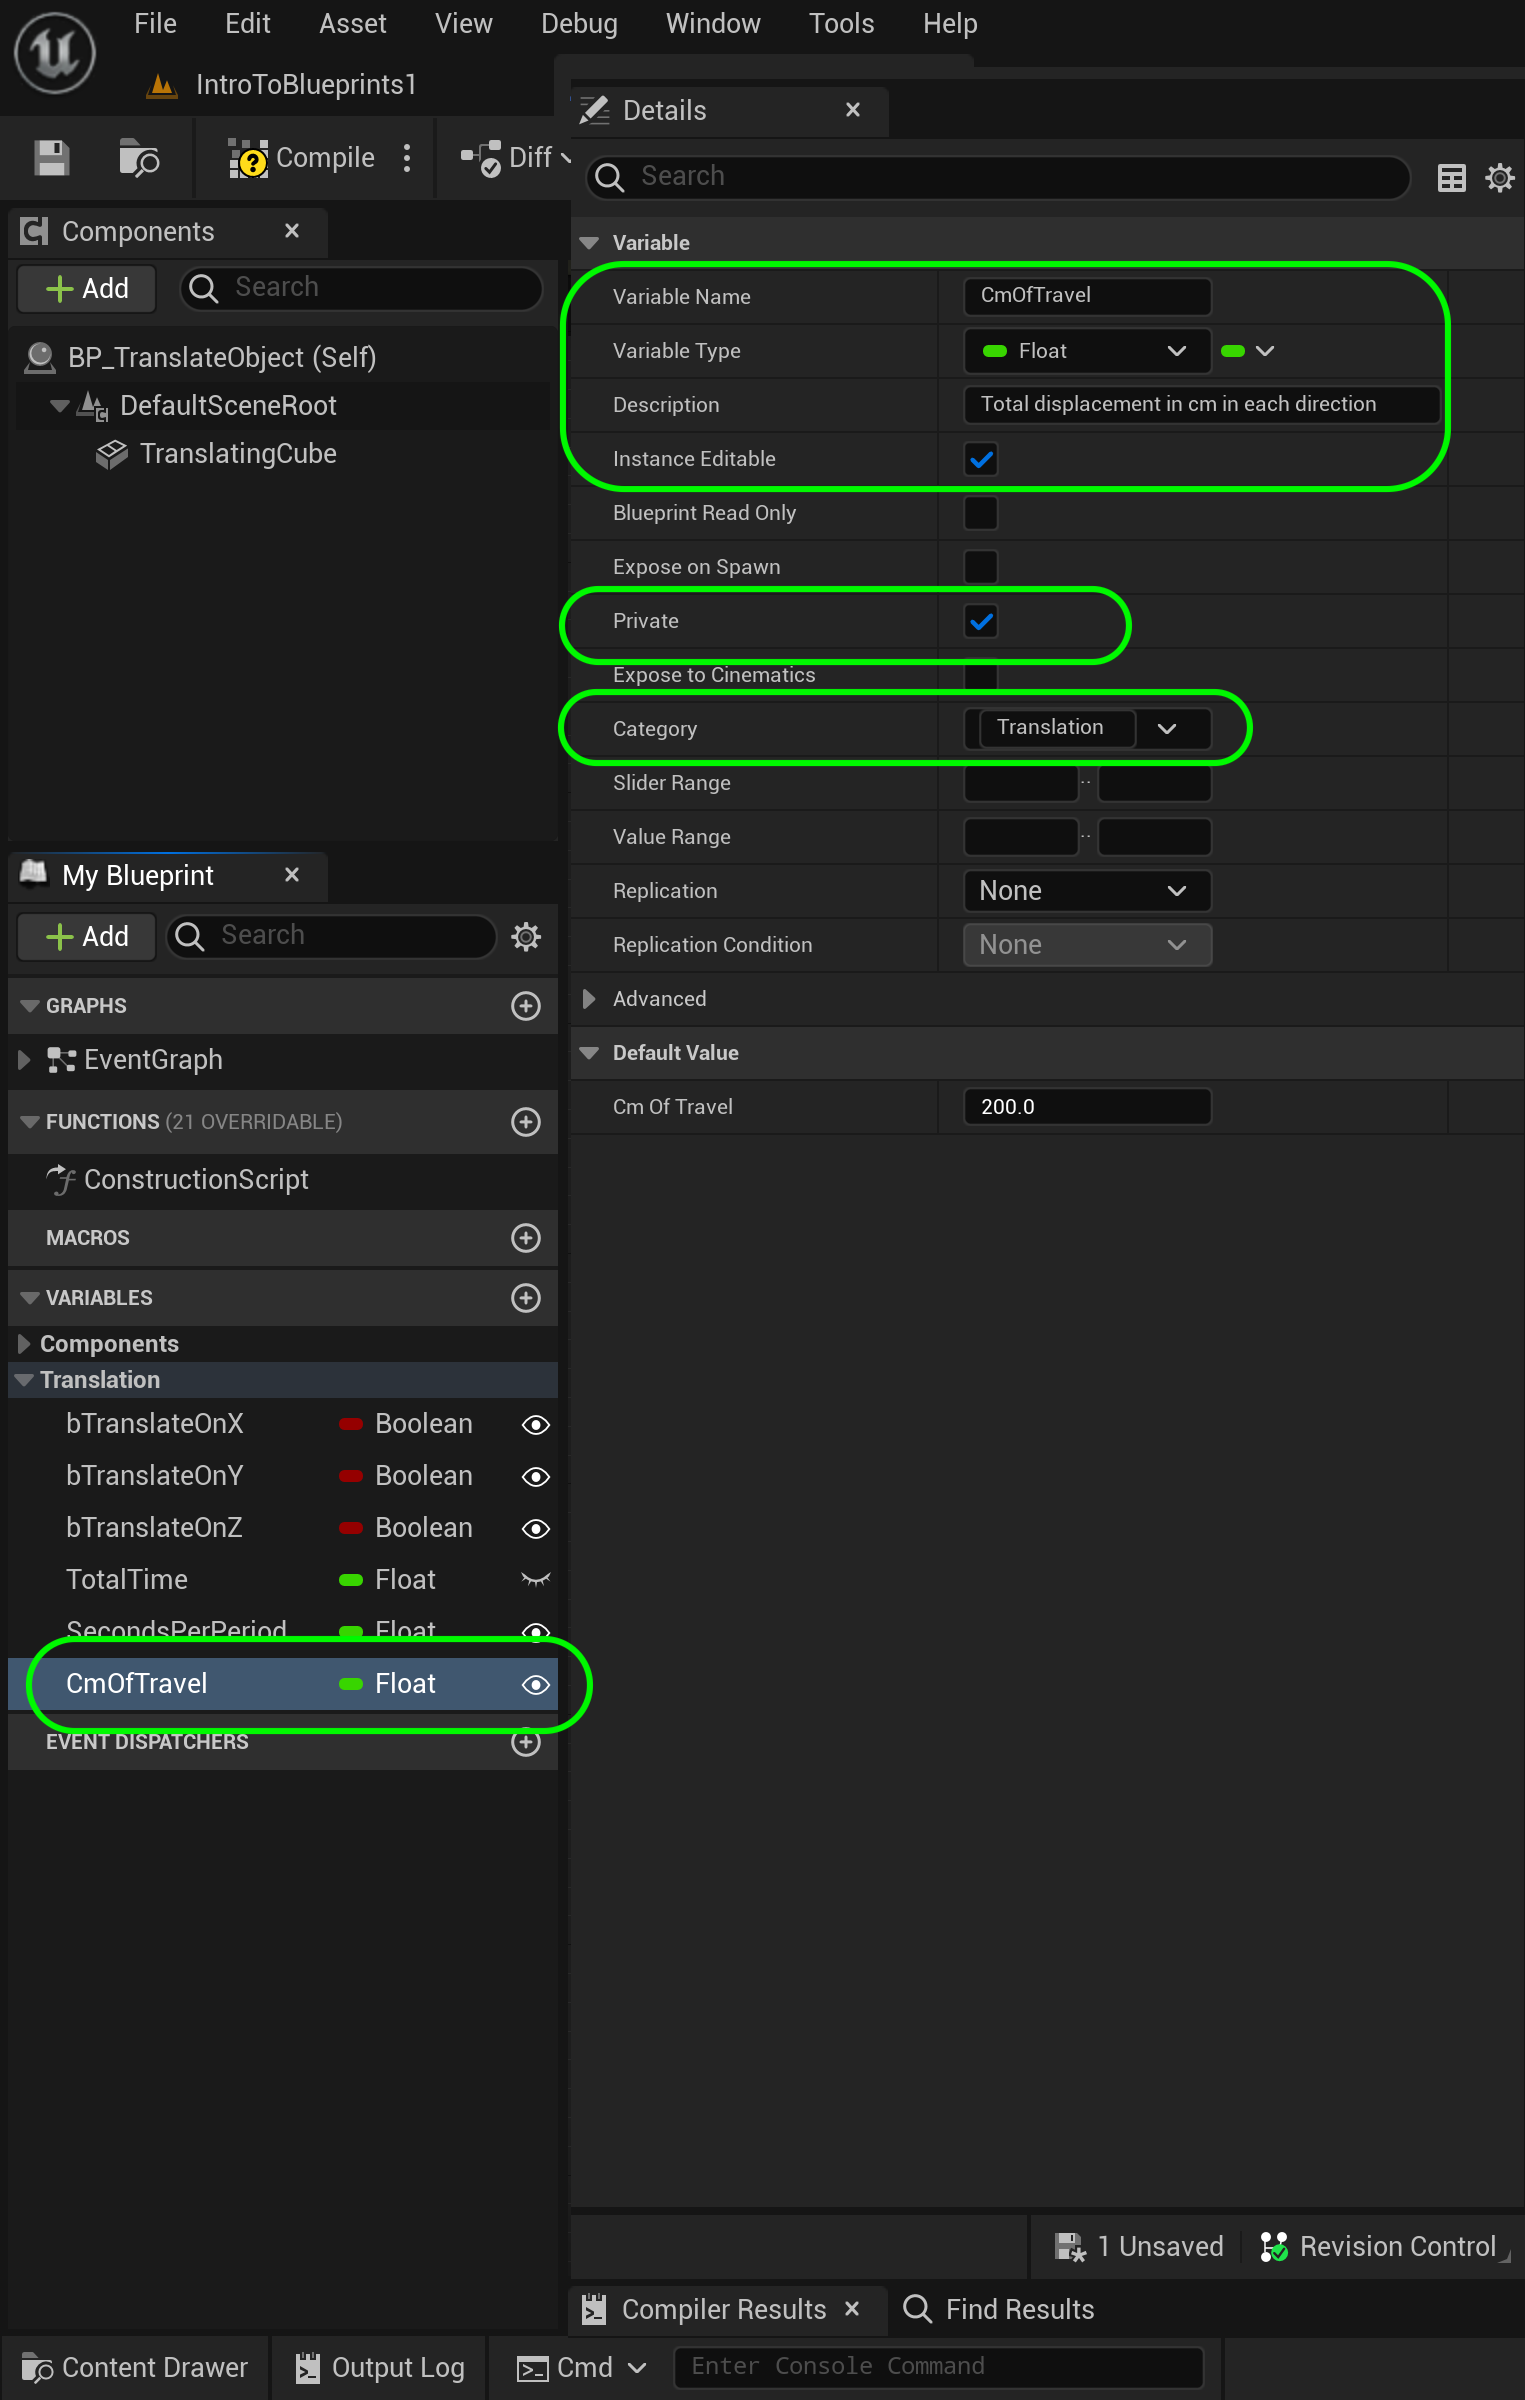 File Edit Asset View Debug Window Tools Help
IntroToBlueprints1
Compile
Diff
Components
Add
Search
BP_TranslateObject (Self)
DefaultSceneRoot
TranslatingCube
My Blueprint
Add
Search
GRAPHS
EventGraph
FUNCTIONS (21 OVERRIDABLE)
ConstructionScript
MACROS
VARIABLES
Components
Translation
bTranslateOnX Boolean
bTranslateOnY Boolean
bTranslateOnZ Boolean
TotalTime Float
SecondsPerPeriod Float
CmOfTravel Float
EVENT DISPATCHERS
Details
Search
Variable
Variable Name CmOfTravel
Variable Type Float
Description Total displacement in cm in each direction
Instance Editable
Blueprint Read Only
Expose on Spawn
Private
Expose to Cinematics
Category Translation
Slider Range ..
Value Range ..
Replication None
Replication Condition None
Advanced
Default Value
Cm Of Travel 200.0
1 Unsaved
Revision Control
Compiler Results
Find Results
Content Drawer
Output Log
Cmd
Enter Console Command